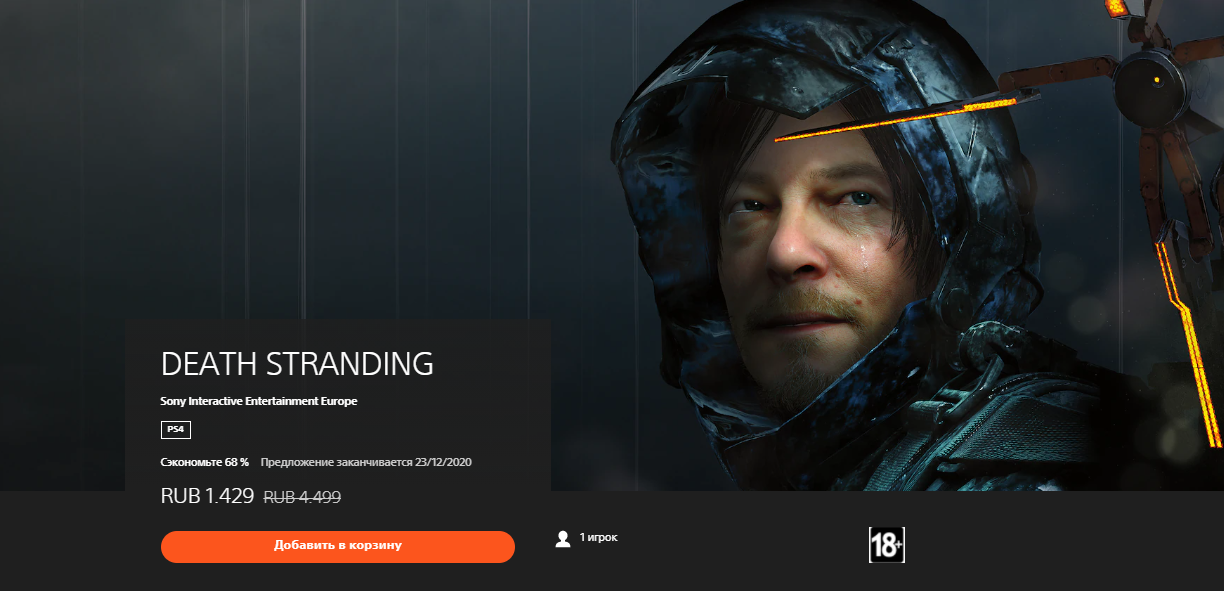 DEATH STRANDING
Sony Interactive Entertainment Europe
PS4
Сэкономьте 68 % Предложение заканчивается 23/12/2020
RUB 1.429 RUB 4.499
Добавить в корзину
1 игрок
18+